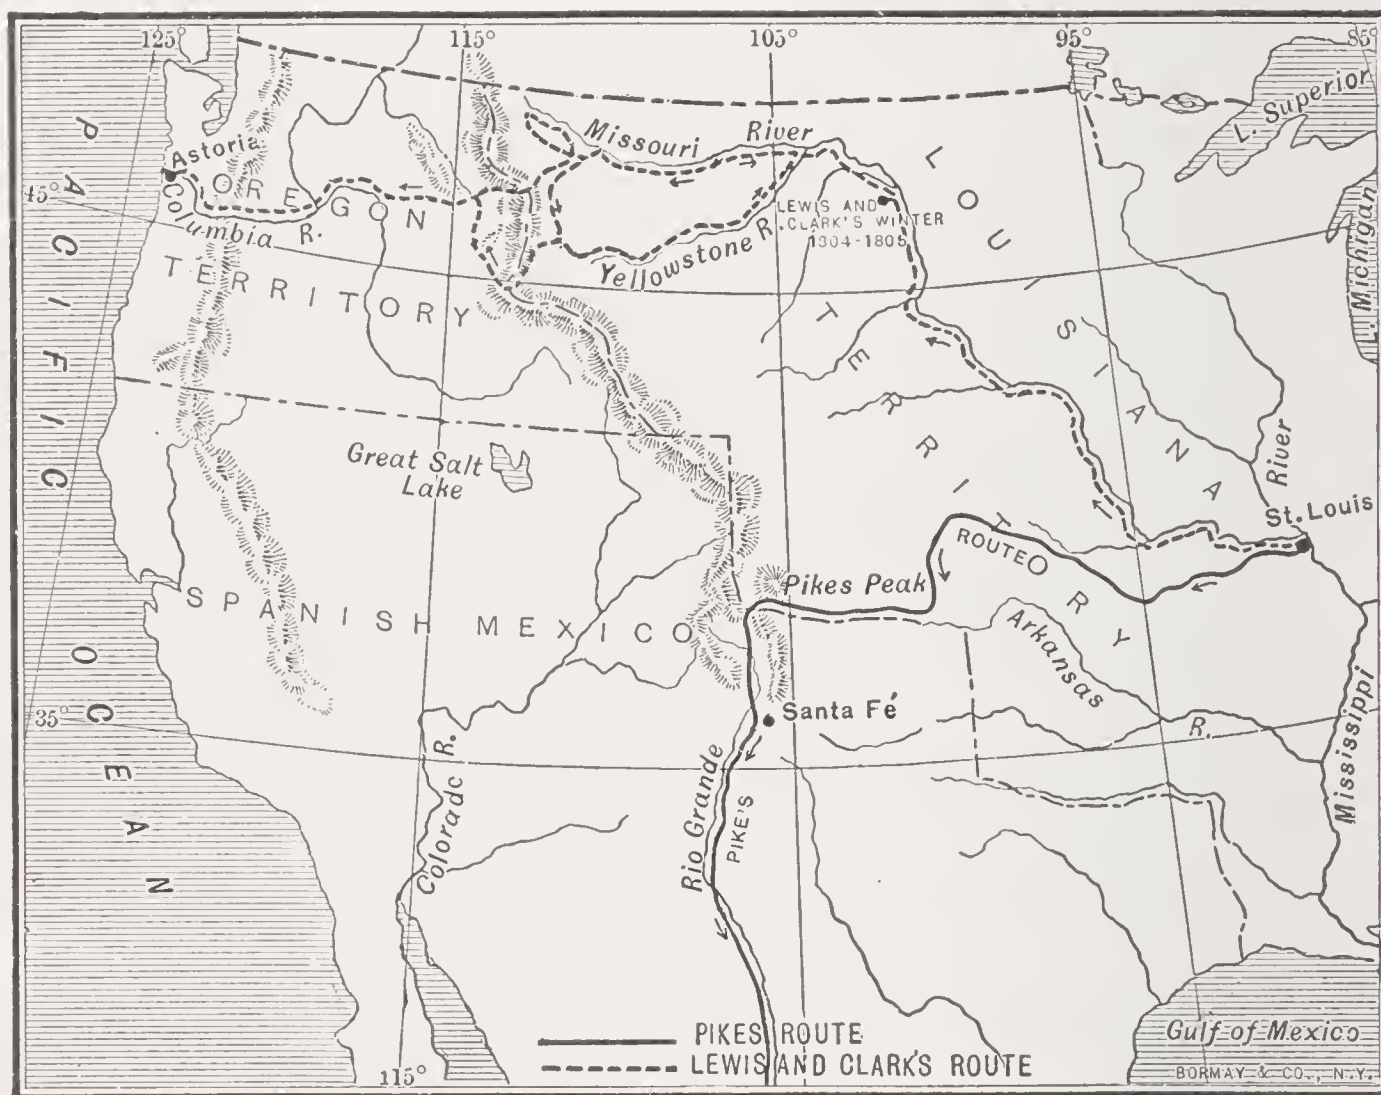 125°
115°
105°
95°
85°
L. Superior
Missouri River
Astoria
OREGON
TERRITORY
Columbia R.
45°
LEWIS AND
CLARK'S WINTER
1804-1805
Yellowstone R.
LOUISIANA
TERRITORY
L. Michigan
PACIFIC
OCEAN
Great Salt
Lake
River
St. Louis
ROUTE
Pikes Peak
SPANISH MEXICO
Arkansas
R.
Mississippi
35°
Santa Fé
Colorado R.
Rio Grande
PIKE'S
PIKES ROUTE
LEWIS AND CLARK'S ROUTE
Gulf of Mexico
BORMAY & CO., N.Y.
115°